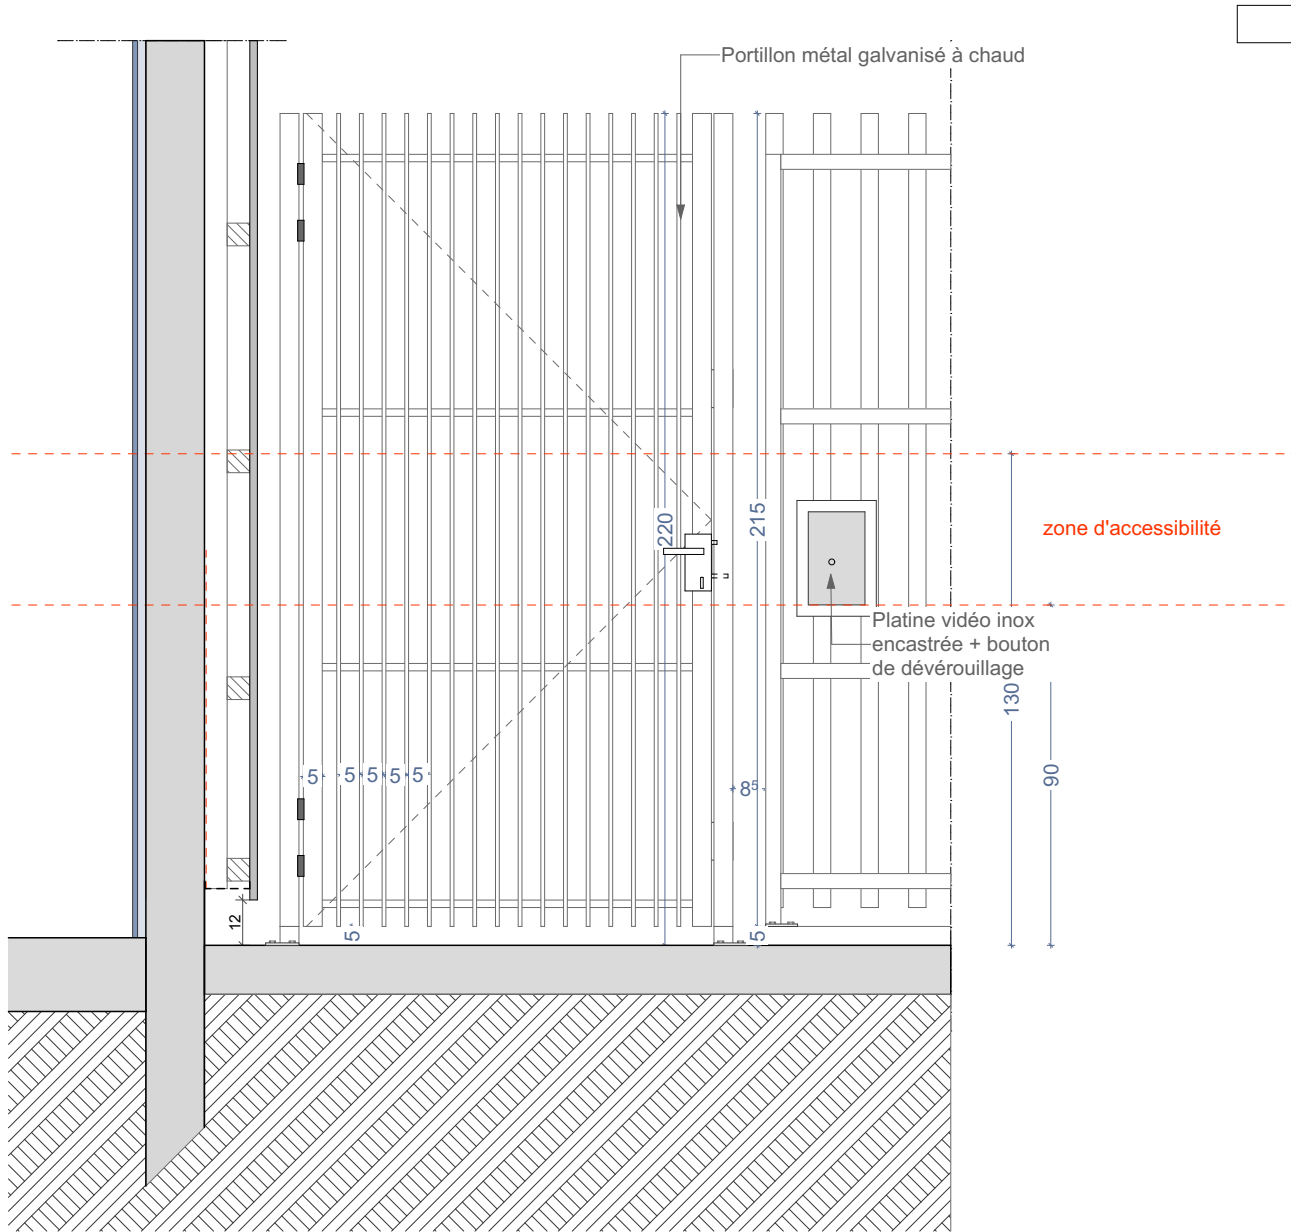 Portillon métal galvanisé à chaud
220
215
zone d'accessibilité
Platine vidéo inox
encastrée + bouton
de dévérouillage
130
90
5
5
5
5
5
8⁵
12
5
5